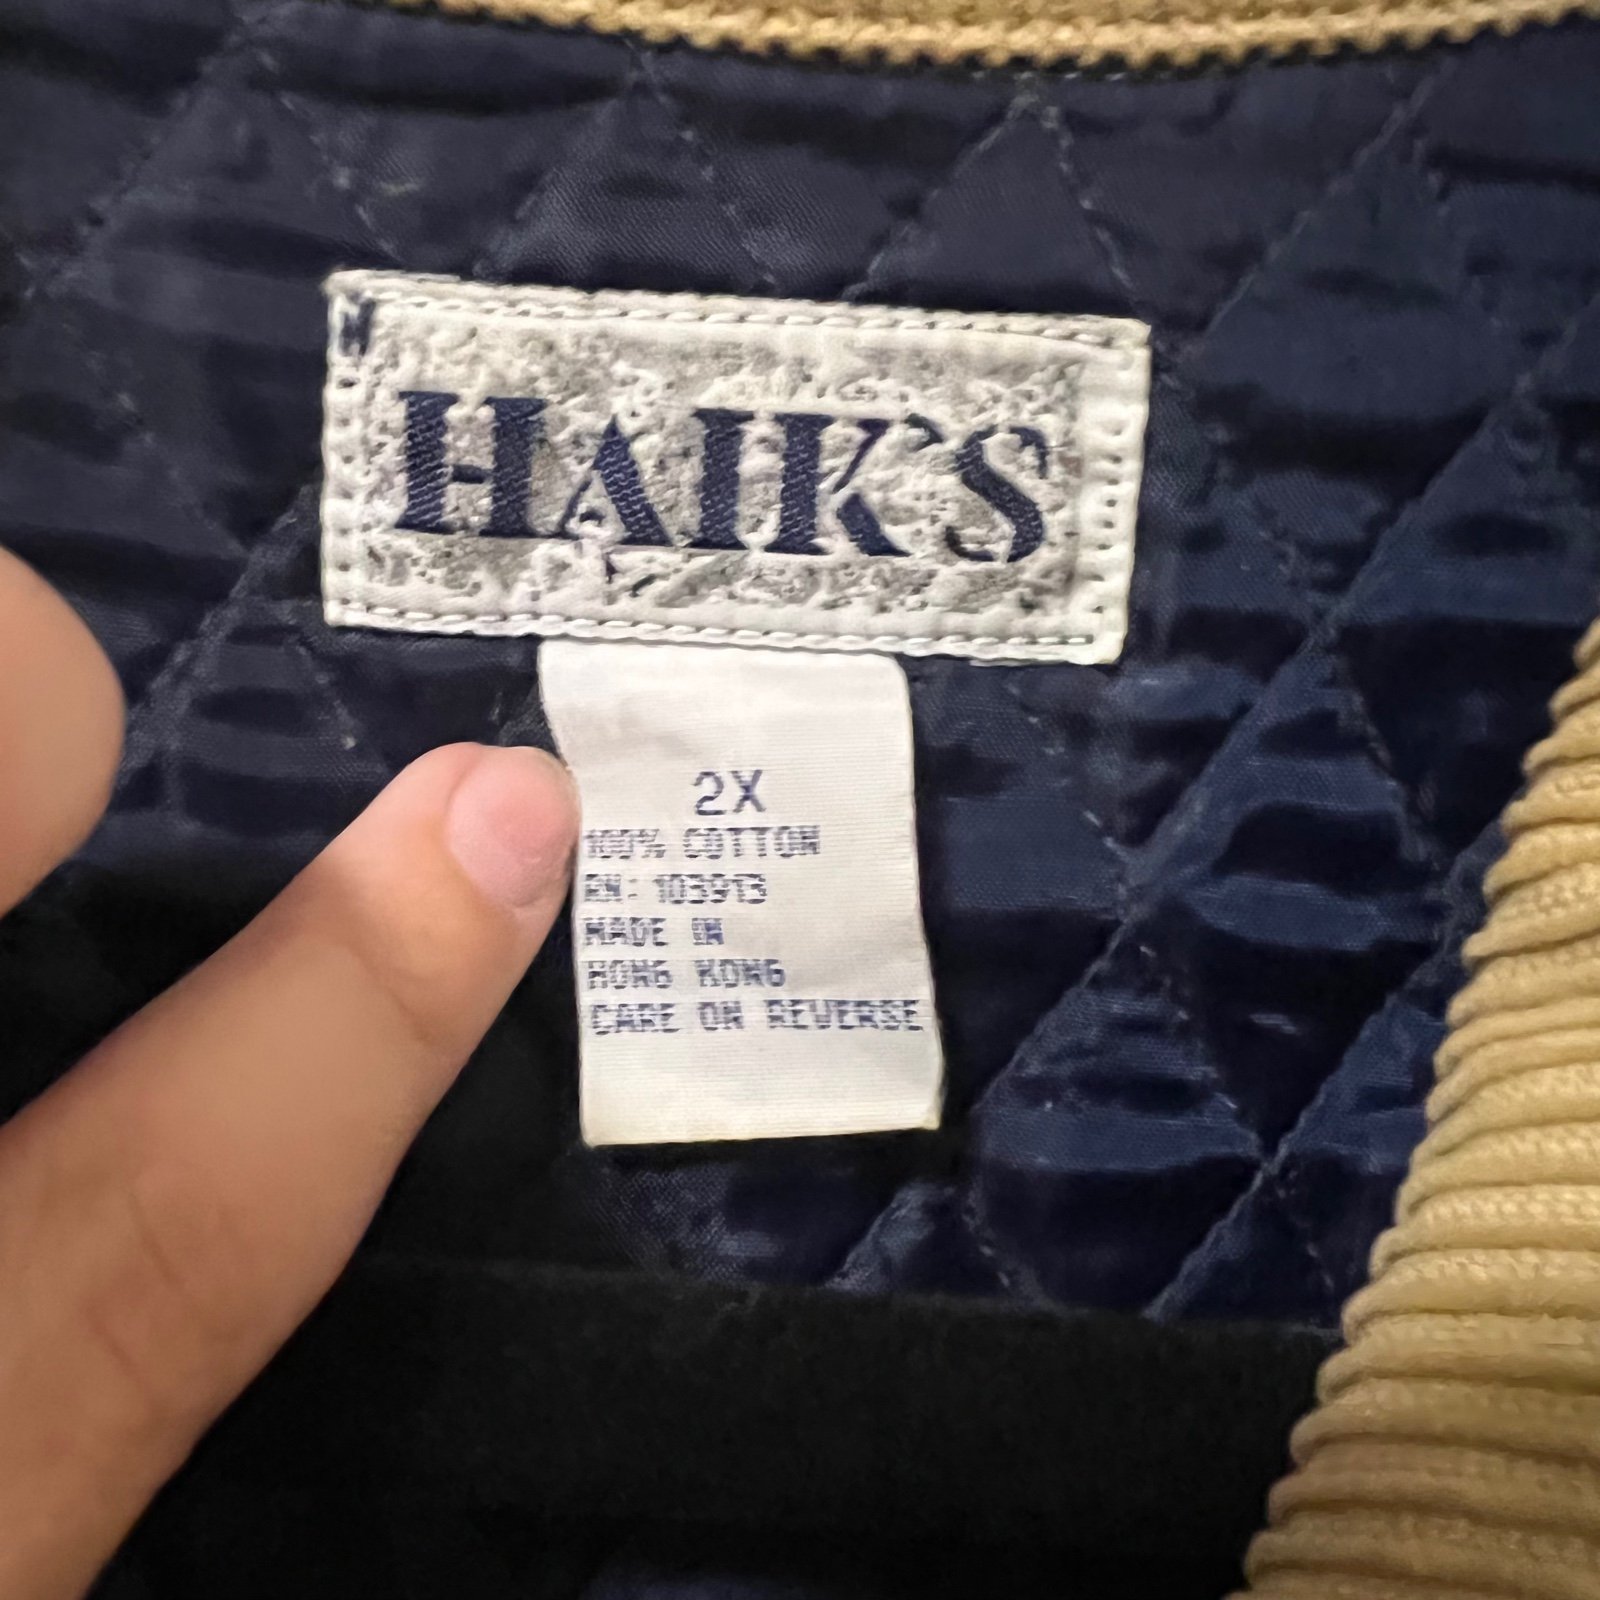 HAIK'S
2X
100% COTTON
RN: 103913
MADE IN
HONG KONG
CARE ON REVERSE